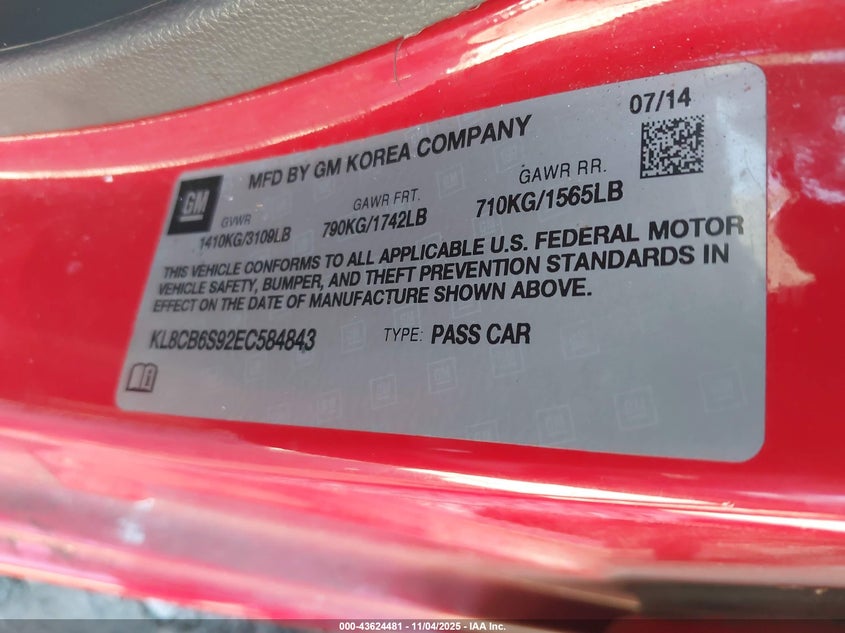 07/14
MFD BY GM KOREA COMPANY
GM
GVWR
1410KG/3109LB
GAWR FRT.
790KG/1742LB
GAWR RR.
710KG/1565LB
THIS VEHICLE CONFORMS TO ALL APPLICABLE U.S. FEDERAL MOTOR
VEHICLE SAFETY, BUMPER, AND THEFT PREVENTION STANDARDS IN
EFFECT ON THE DATE OF MANUFACTURE SHOWN ABOVE.
KL8CB6S92EC584843 TYPE: PASS CAR
000-43624481 - 11/04/2025 - IAA Inc.